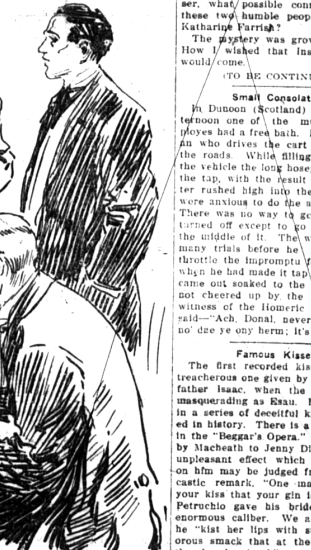 ser, what possible con
these two humble peop
Katharine Farrish?
The mystery was grow
How I wished that Ins
would come.
(TO BE CONTIN
Small Consolat
In Dunoon (Scotland)
ternoon one of the mu
ployes had a free bath.
an who drives the cart
the roads. While filling
the vehicle the long hose
the tap, with the result
ter rushed high into the
were anxious to do the a
There was no way to ge
turned off except to go
the middle of it. The w
many trials before he
throttle the impromptu f
when he had made it tap
came out soaked to the
not cheered up by the
witness of the Homeric
said—"Ach, Donal, never
no' dae ye ony herm; it's
Famous Kisse
The first recorded kis
treacherous one given by
father Isaac, when the
masquerading as Esau.
in a series of deceitful k
ed in history. There is a
in the "Beggar's Opera."
by Macheath to Jenny Di
unpleasant effect which
on him may be judged fr
castic remark, "One ma
your kiss that your gin i
Petruchio gave his bride
enormous caliber. We a
he "kist her lips with s
orous smack that at the